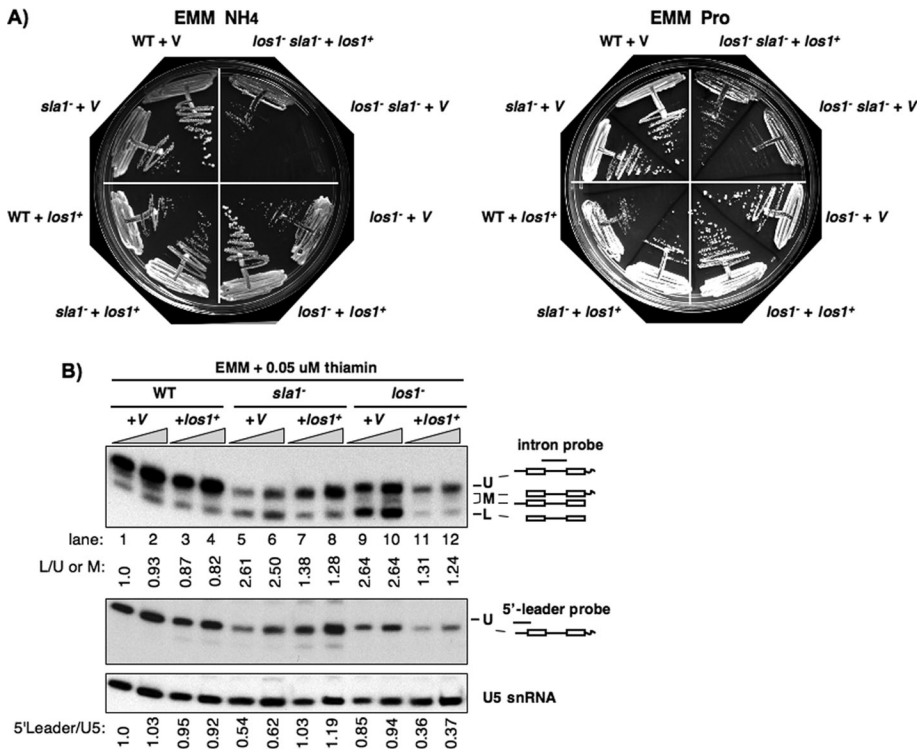 A)
EMM NH4
WT + V
los1- sla1- + los1+
sla1- + V
los1- sla1- + V
WT + los1+
los1- + V
sla1- + los1+
los1- + los1+
EMM Pro
WT + V
los1- sla1- + los1+
sla1- + V
los1- sla1- + V
WT + los1+
los1- + V
sla1- + los1+
los1- + los1+
B)
EMM + 0.05 uM thiamin
WT sla1- los1-
+V +los1+ +V +los1+ +V +los1+
intron probe
U
M
L
lane: 1 2 3 4 5 6 7 8 9 10 11 12
L/U or M: 1.0 0.93 0.87 0.82 2.61 2.50 1.38 1.28 2.64 2.64 1.31 1.24
5'-leader probe
U
U5 snRNA
5'Leader/U5: 1.0 1.03 0.95 0.92 0.54 0.62 1.03 1.19 0.85 0.94 0.36 0.37